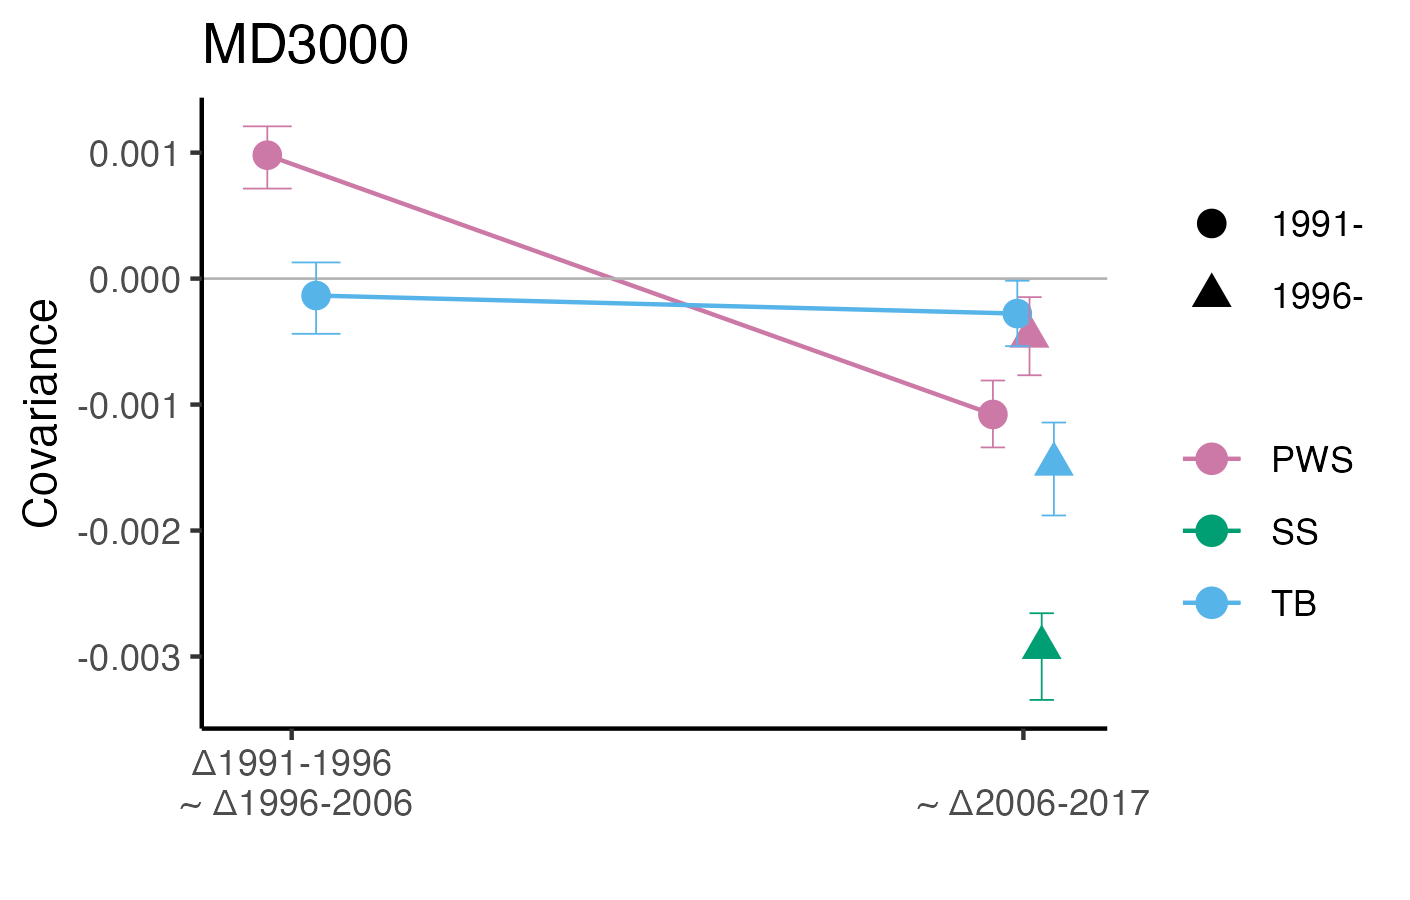 MD3000
Covariance
0.001
0.000
-0.001
-0.002
-0.003
Δ1991-1996
~ Δ1996-2006
~ Δ2006-2017
1991-
1996-
PWS
SS
TB